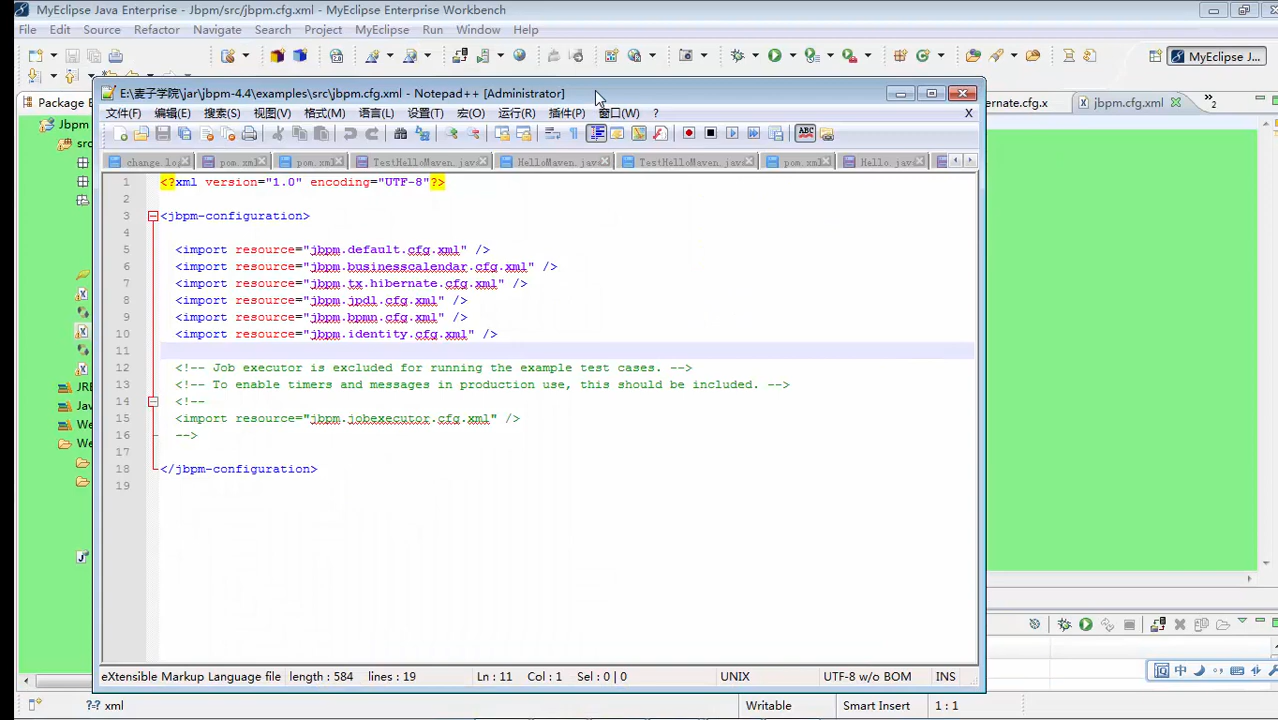 MyEclipse Java Enterprise - Jbpm/src/jbpm.cfg.xml - MyEclipse Enterprise Workbench
File Edit Source Refactor Navigate Search Project MyEclipse Run Window Help
MyEclipse J...
Package E
ernate.cfg.x
jbpm.cfg.xml
»2
E:\麦子学院\jar\jbpm-4.4\examples\src\jbpm.cfg.xml - Notepad++ [Administrator]
文件(F) 编辑(E) 搜索(S) 视图(V) 格式(M) 语言(L) 设置(T) 宏(O) 运行(R) 插件(P) 窗口(W) ? X
change.log pom.xml pom.xml TestHelloMaven.java HelloMaven.java TestHelloMaven.java pom.xml Hello.java
1 <?xml version="1.0" encoding="UTF-8"?>
2
3 <jbpm-configuration>
4
5 <import resource="jbpm.default.cfg.xml" />
6 <import resource="jbpm.businesscalendar.cfg.xml" />
7 <import resource="jbpm.tx.hibernate.cfg.xml" />
8 <import resource="jbpm.jpdl.cfg.xml" />
9 <import resource="jbpm.bpmn.cfg.xml" />
10 <import resource="jbpm.identity.cfg.xml" />
11
12 <!-- Job executor is excluded for running the example test cases. -->
13 <!-- To enable timers and messages in production use, this should be included. -->
14 <!--
15 <import resource="jbpm.jobexecutor.cfg.xml" />
16 -->
17
18 </jbpm-configuration>
19
Jbpm
src
JRE
Jav
We
We
eXtensible Markup Language file length : 584 lines : 19 Ln : 11 Col : 1 Sel : 0 | 0 UNIX UTF-8 w/o BOM INS
中
?? xml Writable Smart Insert 1 : 1